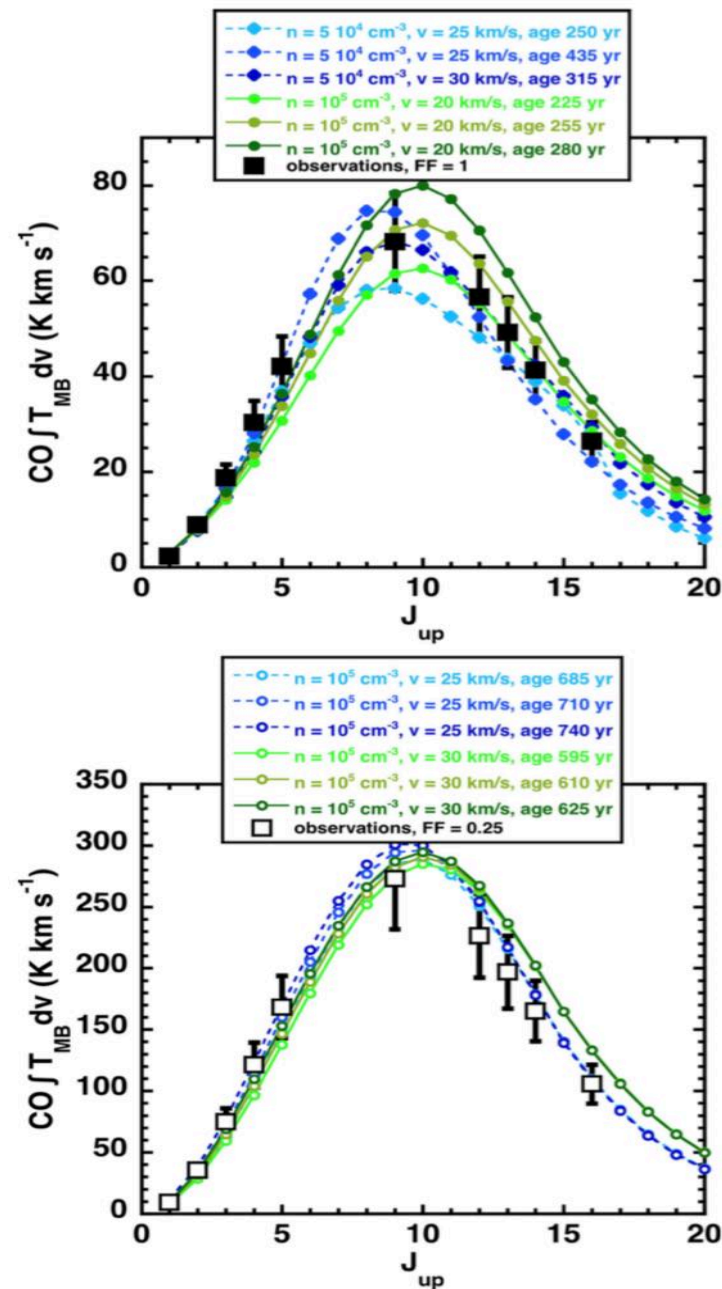 n = 5 10⁴ cm⁻³, v = 25 km/s, age 250 yr
n = 5 10⁴ cm⁻³, v = 25 km/s, age 435 yr
n = 5 10⁴ cm⁻³, v = 30 km/s, age 315 yr
n = 10⁵ cm⁻³, v = 20 km/s, age 225 yr
n = 10⁵ cm⁻³, v = 20 km/s, age 255 yr
n = 10⁵ cm⁻³, v = 20 km/s, age 280 yr
observations, FF = 1
CO ∫ T_MB dv (K km s⁻¹)
80
60
40
20
0
0 5 10 15 20
J_up
n = 10⁵ cm⁻³, v = 25 km/s, age 685 yr
n = 10⁵ cm⁻³, v = 25 km/s, age 710 yr
n = 10⁵ cm⁻³, v = 25 km/s, age 740 yr
n = 10⁵ cm⁻³, v = 30 km/s, age 595 yr
n = 10⁵ cm⁻³, v = 30 km/s, age 610 yr
n = 10⁵ cm⁻³, v = 30 km/s, age 625 yr
observations, FF = 0.25
CO ∫ T_MB dv (K km s⁻¹)
350
300
250
200
150
100
50
0
0 5 10 15 20
J_up